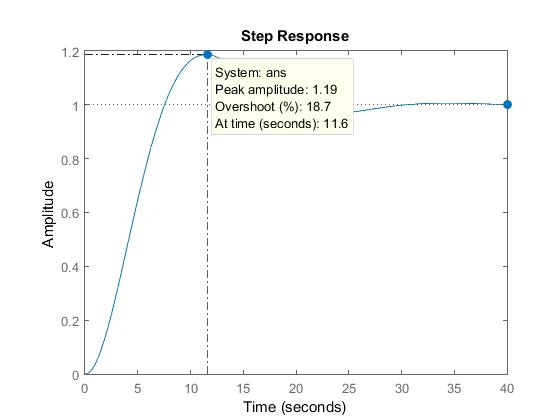 Step Response
1.2
System: ans
Peak amplitude: 1.19
Overshoot (%): 18.7
At time (seconds): 11.6
1
0.8
0.6
0.4
0.2
0
Amplitude
0 5 10 15 20 25 30 35 40
Time (seconds)